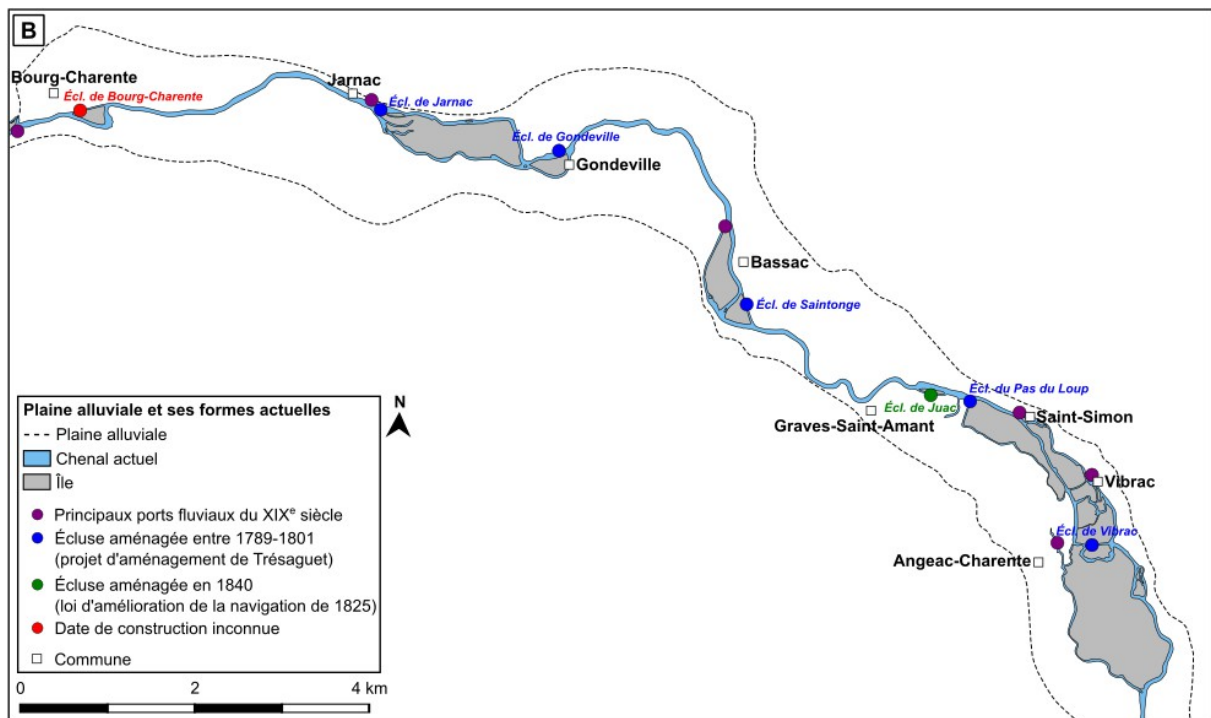 B
Bourg-Charente
Écl. de Bourg-Charente
Jarnac
Écl. de Jarnac
Écl. de Gondeville
Gondeville
Bassac
Écl. de Saintonge
Écl. du Pas du Loup
Écl. de Juac
Saint-Simon
Graves-Saint-Amant
Vibrac
Écl. de Vibrac
Angeac-Charente
Plaine alluviale et ses formes actuelles
Plaine alluviale
Chenal actuel
Île
Principaux ports fluviaux du XIXe siècle
Écluse aménagée entre 1789-1801
(projet d'aménagement de Trésaguet)
Écluse aménagée en 1840
(loi d'amélioration de la navigation de 1825)
Date de construction inconnue
Commune
N
0 2 4 km